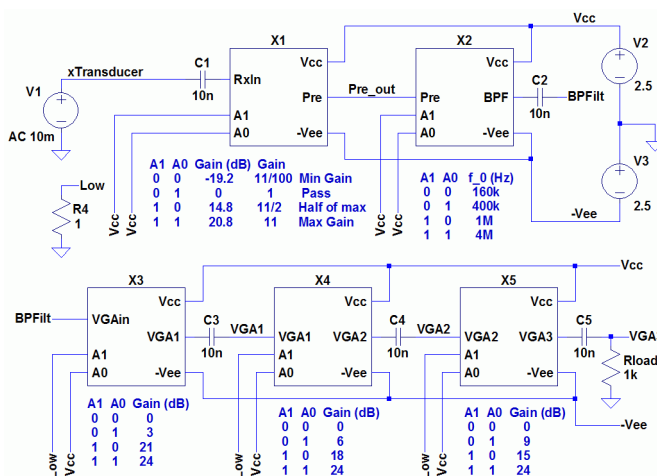 Vcc
X1
X2
V2
C1
xTransducer
V1
RxIn
Vcc
Vcc
C2
10n
Pre
Pre_out
Pre
BPF
BPFilt
2.5
A1
A1
10n
AC 10m
A0
-Vee
A0
-Vee
V3
A1 A0 Gain (dB) Gain
0 0 -19.2 11/100 Min Gain
0 1 0 1 Pass
1 0 14.8 11/2 Half of max
1 1 20.8 11 Max Gain
A1 A0 f_0 (Hz)
0 0 160k
0 1 400k
1 0 1M
1 1 4M
Low
R4
1
2.5
-Vee
Vcc
Vcc
Vcc
Vcc
X3
X4
X5
Vcc
Vcc
Vcc
Vcc
BPFilt
VGAin
C3
C4
C5
VGA1
VGA1
VGA1
VGA2
VGA2
VGA2
VGA3
VGA
10n
10n
10n
A1
A1
A1
Rload
A0
-Vee
A0
-Vee
A0
-Vee
1k
A1 A0 Gain (dB)
0 0 0
0 1 3
1 0 21
1 1 24
A1 A0 Gain (dB)
0 0 0
0 1 6
1 0 18
1 1 24
A1 A0 Gain (dB)
0 0 0
0 1 9
1 0 15
1 1 24
-Vee
ow
Vcc
ow
Vcc
ow
Vcc